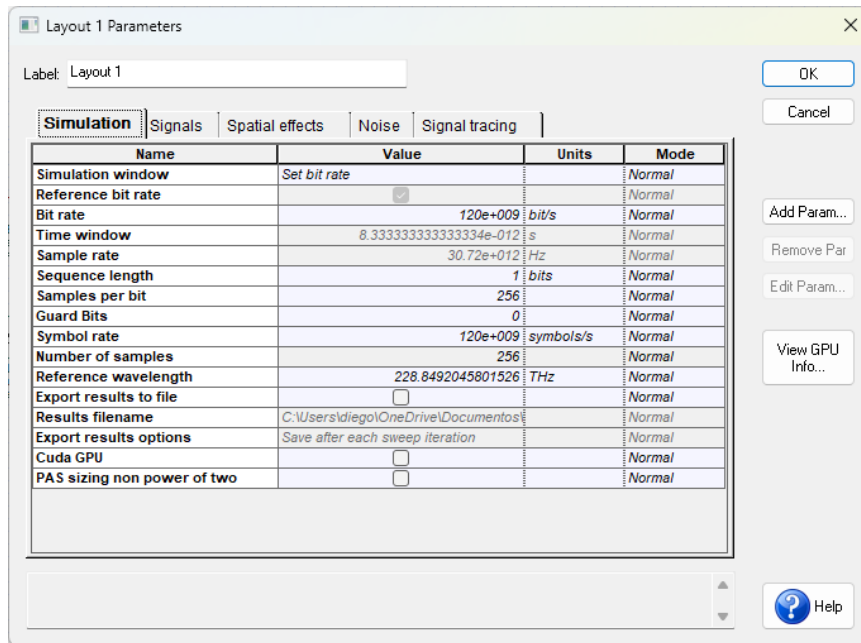 Layout 1 Parameters
Label: Layout 1
OK
Cancel
Simulation Signals Spatial effects Noise Signal tracing
Name Value Units Mode
Simulation window Set bit rate Normal
Reference bit rate Normal
Bit rate 120e+009 bit/s Normal
Time window 8.333333333333334e-012 s Normal
Sample rate 30.72e+012 Hz Normal
Sequence length 1 bits Normal
Samples per bit 256 Normal
Guard Bits 0 Normal
Symbol rate 120e+009 symbols/s Normal
Number of samples 256 Normal
Reference wavelength 228.8492045801526 THz Normal
Export results to file Normal
Results filename C:\Users\diego\OneDrive\Documentos\ Normal
Export results options Save after each sweep iteration Normal
Cuda GPU Normal
PAS sizing non power of two Normal
Add Param...
Remove Par
Edit Param...
View GPU
Info...
Help